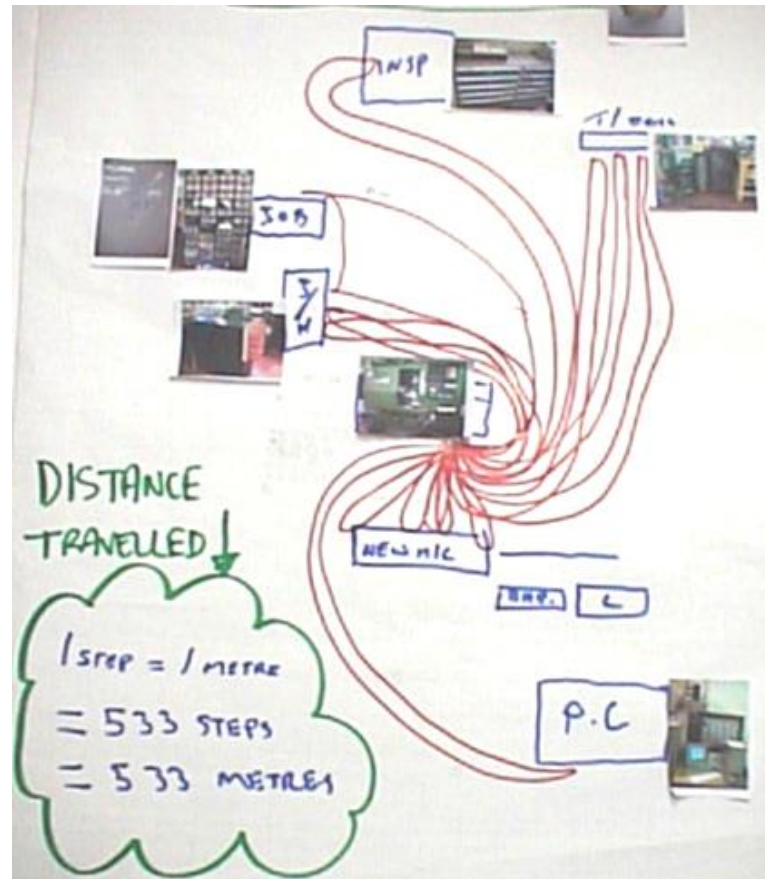 INSP
T/
JOB
S/H
DISTANCE
TRAVELLED
NEW M/C
L
1 STEP = 1 METRE
= 533 STEPS
= 533 METRES
P.C